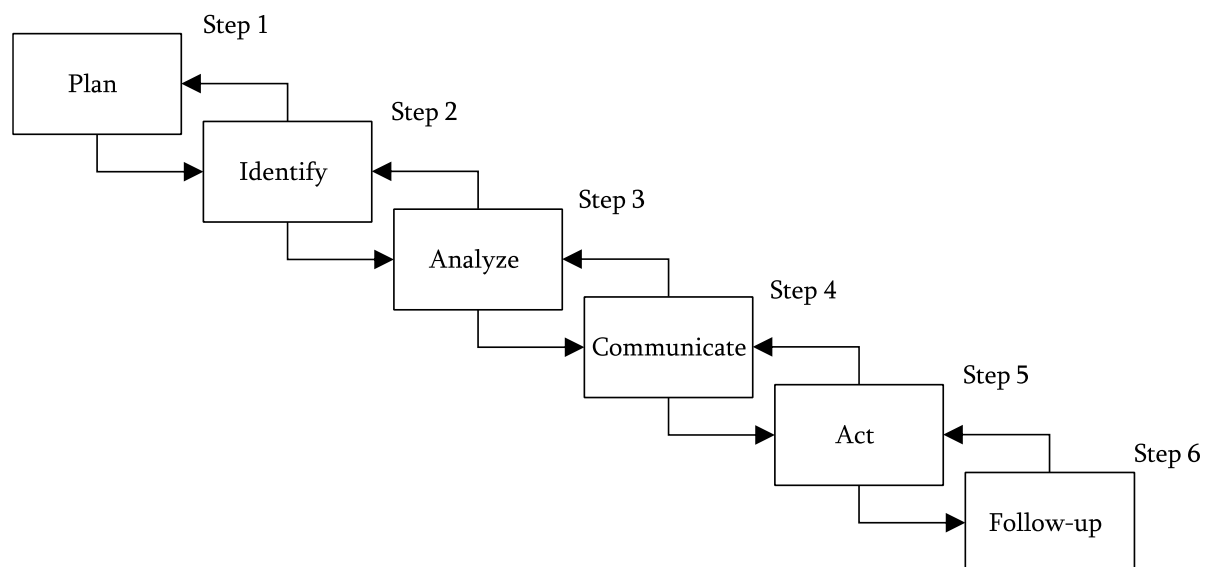 Step 1
Plan
Step 2
Identify
Step 3
Analyze
Step 4
Communicate
Step 5
Act
Step 6
Follow-up